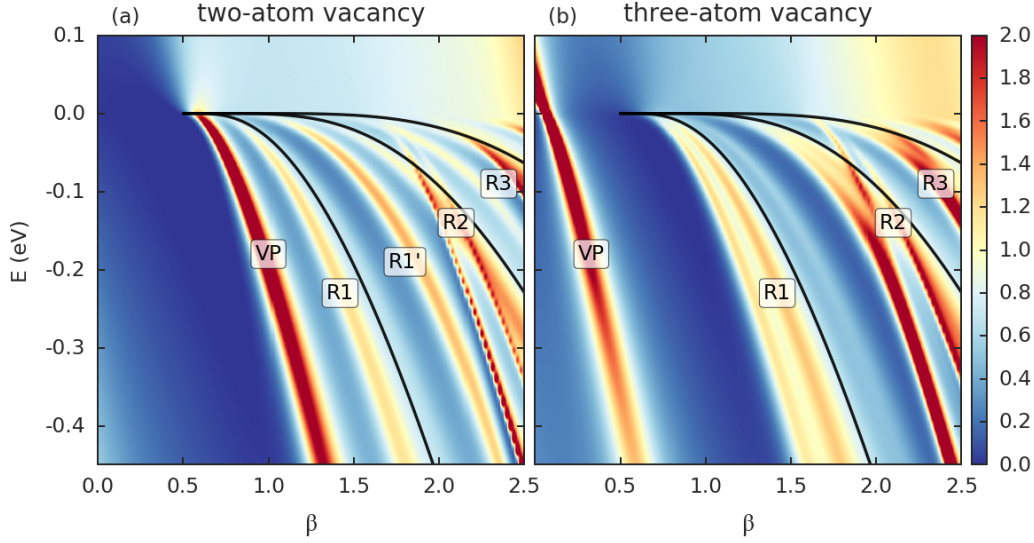 (a) two-atom vacancy
(b) three-atom vacancy
0.1
0.0
-0.1
-0.2
-0.3
-0.4
E (eV)
VP
R1
R1'
R2
R3
VP
R1
R2
R3
2.0
1.8
1.6
1.4
1.2
1.0
0.8
0.6
0.4
0.2
0.0
0.0 0.5 1.0 1.5 2.0 2.5
0.5 1.0 1.5 2.0 2.5
β
β